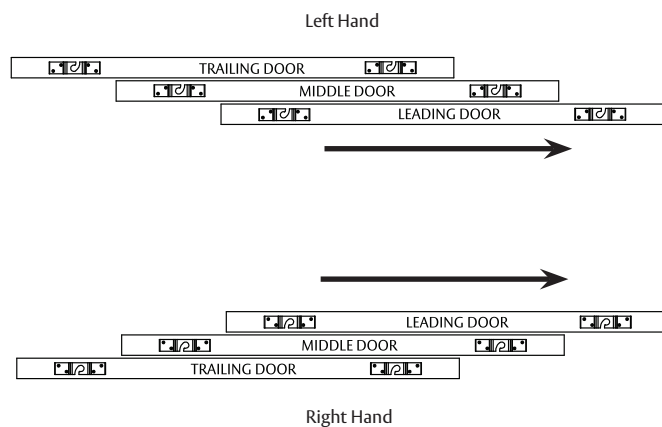 Left Hand
TRAILING DOOR
MIDDLE DOOR
LEADING DOOR
LEADING DOOR
MIDDLE DOOR
TRAILING DOOR
Right Hand